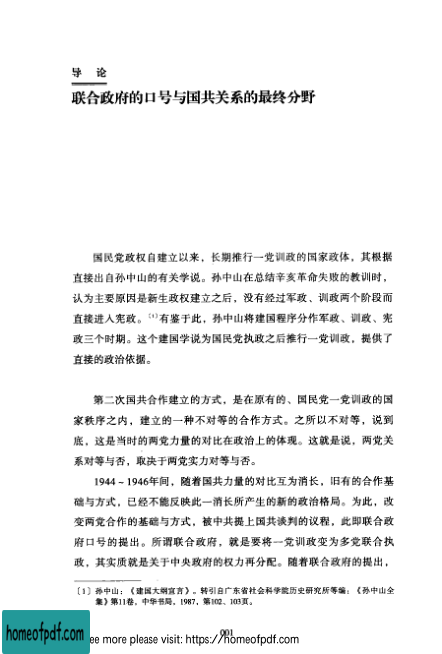 导 论
联合政府的口号与国共关系的最终分野
国民党政权自建立以来，长期推行一党训政的国家政体，其根据
直接出自孙中山的有关学说。孙中山在总结辛亥革命失败的教训时，
认为主要原因是新生政权建立之后，没有经过军政、训政两个阶段而
直接进入宪政。〔1〕有鉴于此，孙中山将建国程序分作军政、训政、宪
政三个时期。这个建国学说为国民党执政之后推行一党训政，提供了
直接的政治依据。
第二次国共合作建立的方式，是在原有的、国民党一党训政的国
家秩序之内，建立的一种不对等的合作方式。之所以不对等，说到
底，这是当时的两党力量的对比在政治上的体现。这就是说，两党关
系对等与否，取决于两党实力对等与否。
1944～1946年间，随着国共力量的对比互为消长，旧有的合作基
础与方式，已经不能反映此一消长所产生的新的政治格局。为此，改
变两党合作的基础与方式，被中共提上国共谈判的议程，此即联合政
府口号的提出。所谓联合政府，就是要将一党训政变为多党联合执
政，其实质就是关于中央政府的权力再分配。随着联合政府的提出，
〔1〕孙中山：《建国大纲宣言》。转引自广东省社会科学院历史研究所等编：《孙中山全
集》第11卷，中华书局，1987，第102、103页。
001
homeofpdf.com
ee more please visit: https://homeofpdf.com